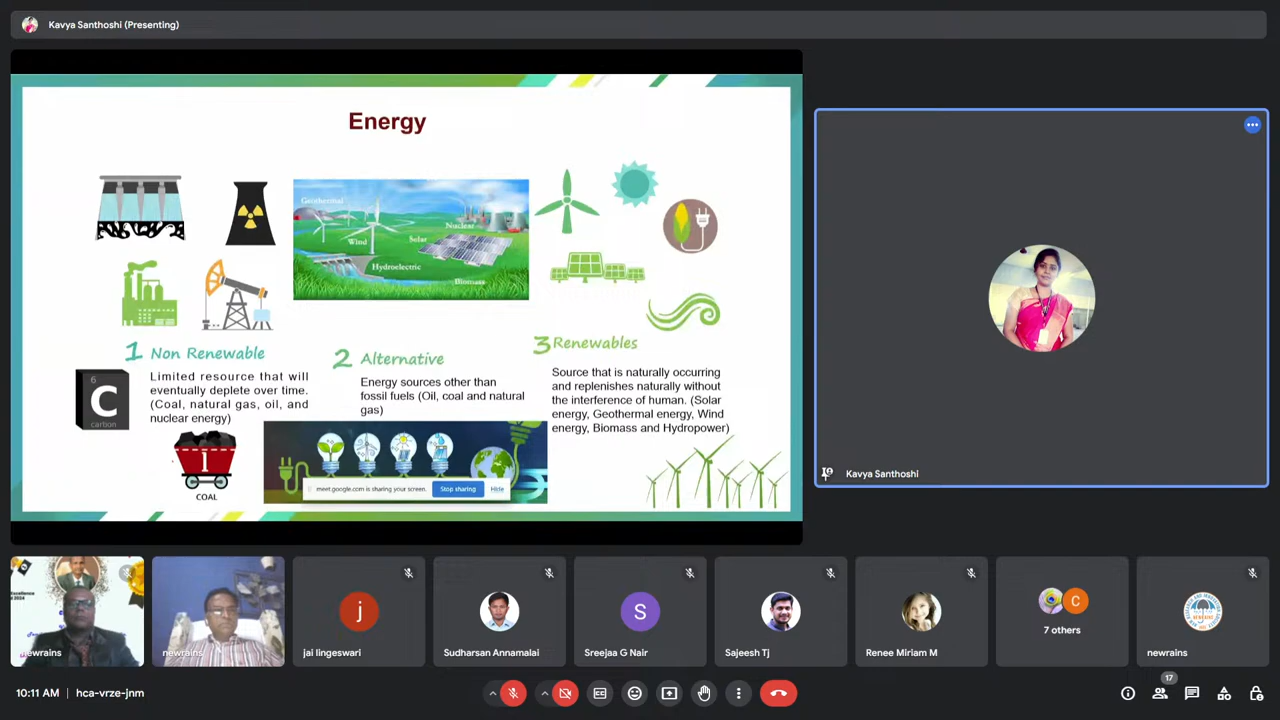 Kavya Santhoshi (Presenting)
Energy
Geothermal
Nuclear
Wind
Solar
Hydroelectric
Biomass
1 Non Renewable
Limited resource that will
eventually deplete over time.
(Coal, natural gas, oil, and
nuclear energy)
6
C
carbon
COAL
2 Alternative
Energy sources other than
fossil fuels (Oil, coal and natural
gas)
meet.google.com is sharing your screen.
Stop sharing
Hide
3 Renewables
Source that is naturally occurring
and replenishes naturally without
the interference of human. (Solar
energy, Geothermal energy, Wind
energy, Biomass and Hydropower)
Kavya Santhoshi
newrains
j
jai lingeswari
Sudharsan Annamalai
S
Sreejaa G Nair
Sajeesh Tj
Renee Miriam M
C
7 others
newrains
10:11 AM | hca-vrze-jnm
17